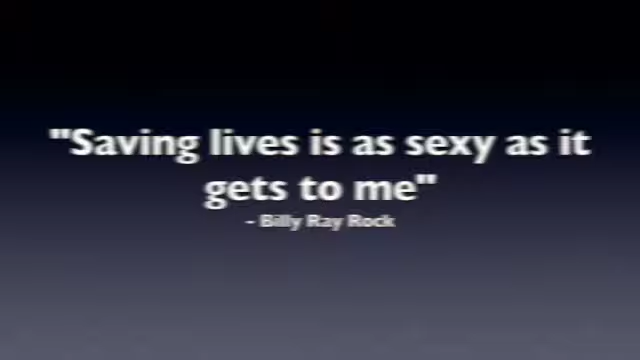 "Saving lives is as sexy as it
gets to me"
- Billy Ray Rock